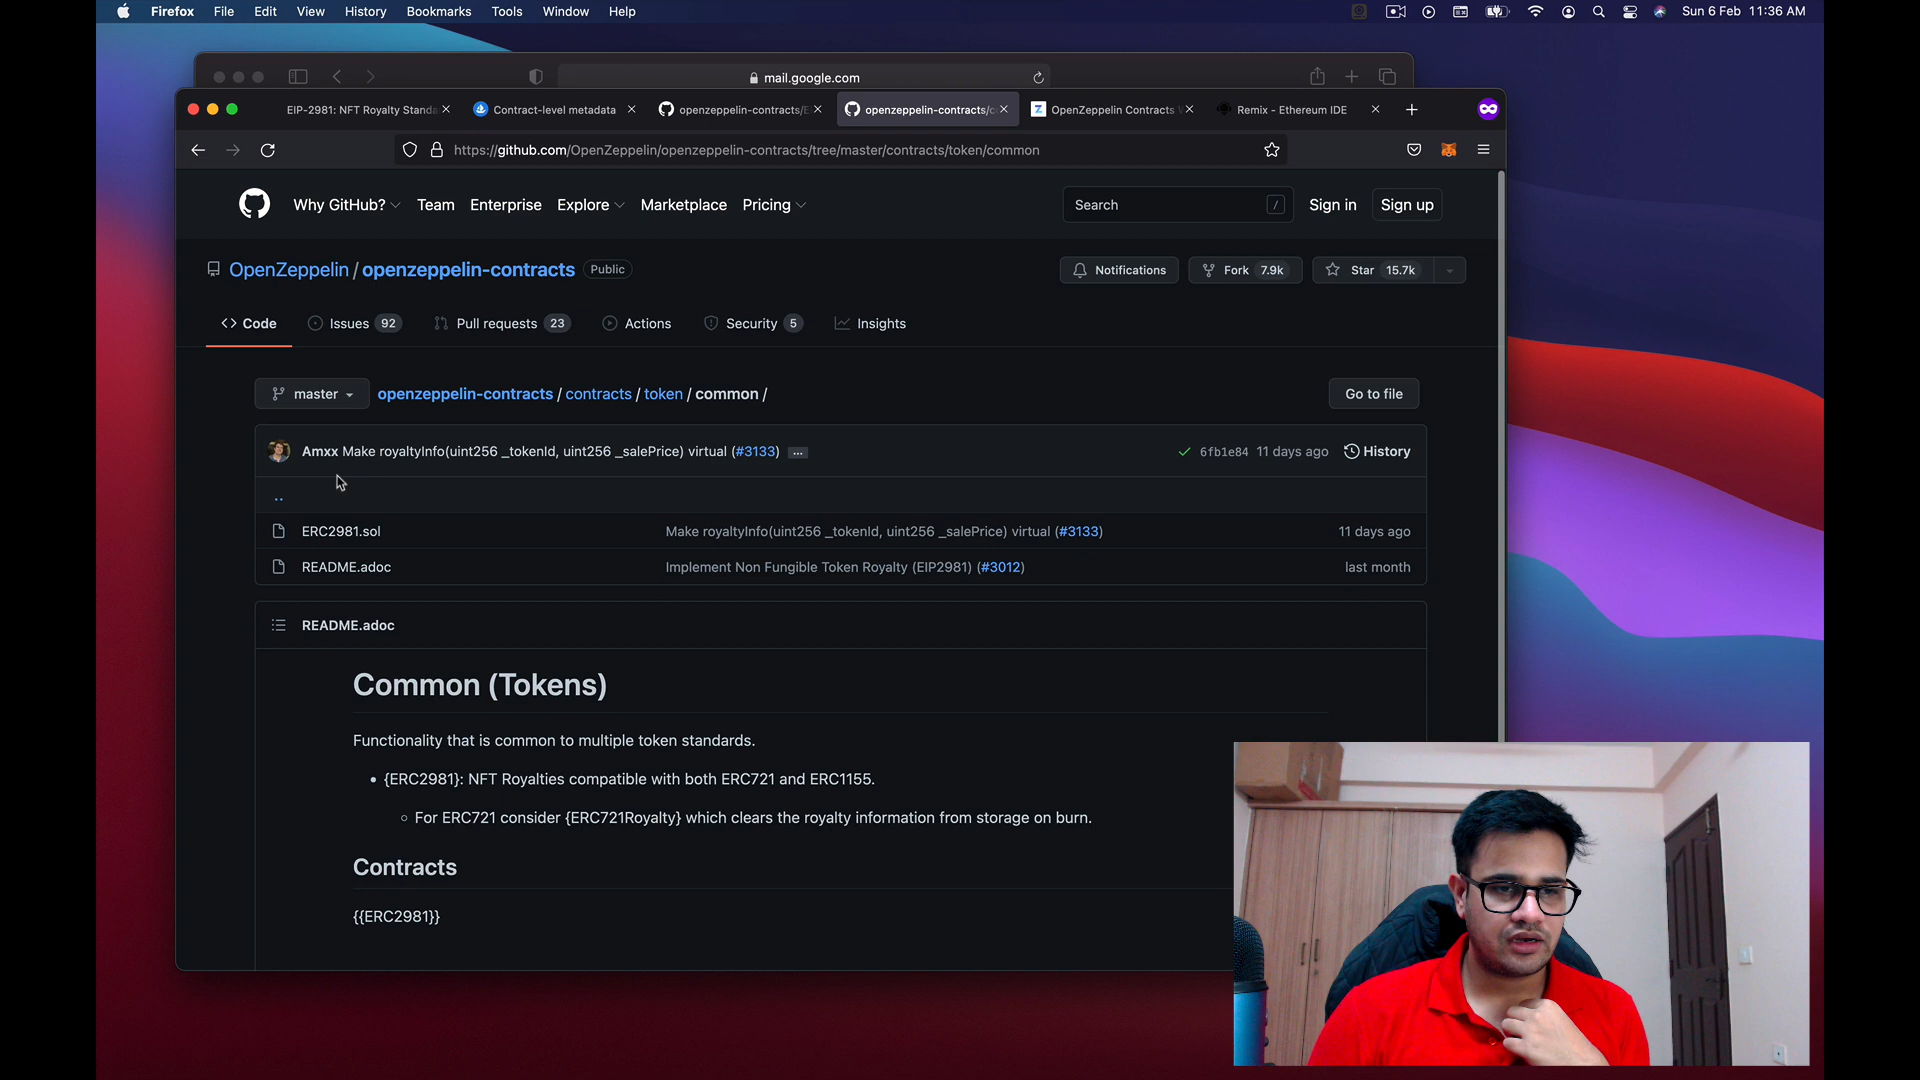 Firefox File Edit View History Bookmarks Tools Window Help Sun 6 Feb 11:36 AM
mail.google.com
EIP-2981: NFT Royalty Standa Contract-level metadata openzeppelin-contracts/E openzeppelin-contracts/c OpenZeppelin Contracts Remix - Ethereum IDE
https://github.com/OpenZeppelin/openzeppelin-contracts/tree/master/contracts/token/common
Why GitHub? Team Enterprise Explore Marketplace Pricing Search / Sign in Sign up
OpenZeppelin / openzeppelin-contracts Public Notifications Fork 7.9k Star 15.7k
Code Issues 92 Pull requests 23 Actions Security 5 Insights
master openzeppelin-contracts / contracts / token / common / Go to file
Amxx Make royaltyInfo(uint256 _tokenId, uint256 _salePrice) virtual (#3133) ... 6fb1e84 11 days ago History
..
ERC2981.sol Make royaltyInfo(uint256 _tokenId, uint256 _salePrice) virtual (#3133) 11 days ago
README.adoc Implement Non Fungible Token Royalty (EIP2981) (#3012) last month
README.adoc
Common (Tokens)
Functionality that is common to multiple token standards.
• {ERC2981}: NFT Royalties compatible with both ERC721 and ERC1155.
◦ For ERC721 consider {ERC721Royalty} which clears the royalty information from storage on burn.
Contracts
{{ERC2981}}